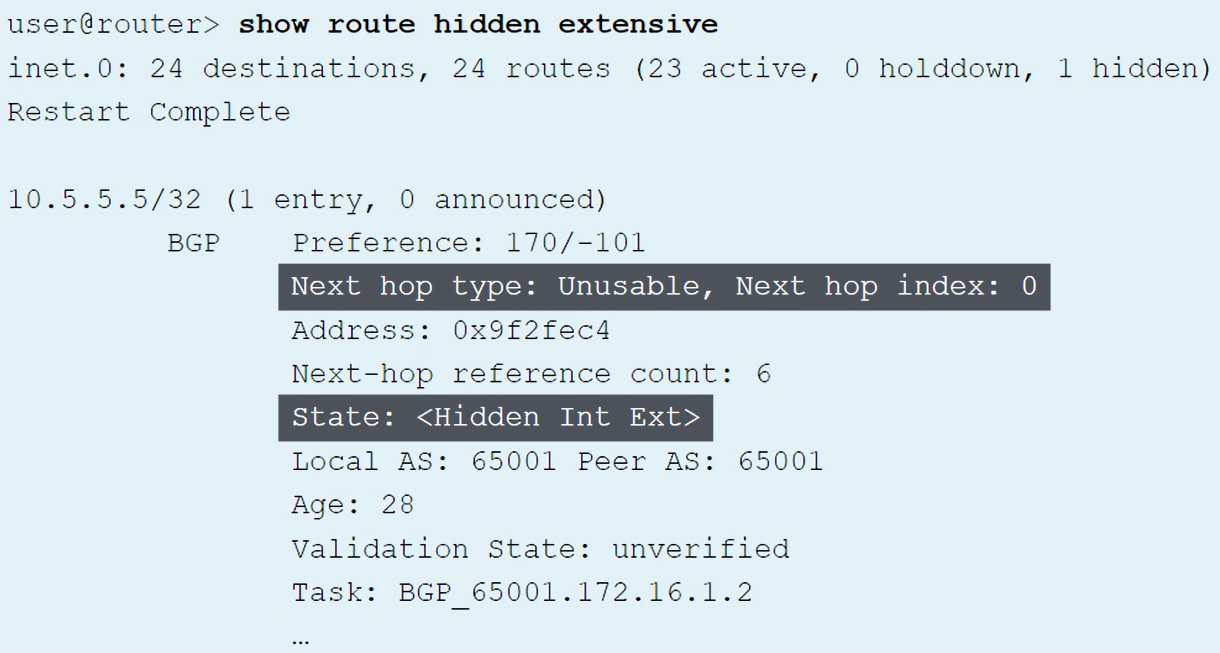 user@router> show route hidden extensive
inet.0: 24 destinations, 24 routes (23 active, 0 holddown, 1 hidden)
Restart Complete
10.5.5.5/32 (1 entry, 0 announced)
BGP Preference: 170/-101
Next hop type: Unusable, Next hop index: 0
Address: 0x9f2fec4
Next-hop reference count: 6
State: <Hidden Int Ext>
Local AS: 65001 Peer AS: 65001
Age: 28
Validation State: unverified
Task: BGP_65001.172.16.1.2
…